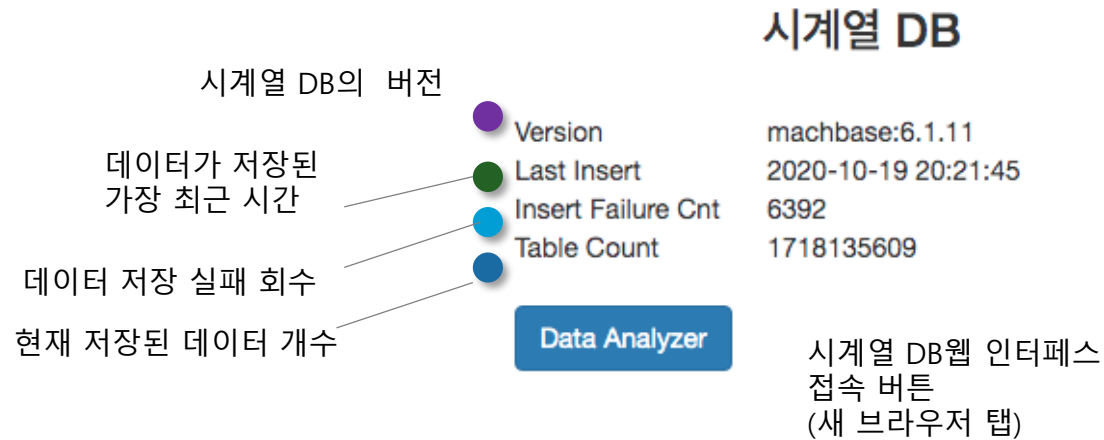 시계열 DB
시계열 DB의 버전
Version machbase:6.1.11
데이터가 저장된
가장 최근 시간
Last Insert 2020-10-19 20:21:45
Insert Failure Cnt 6392
Table Count 1718135609
데이터 저장 실패 회수
현재 저장된 데이터 개수
Data Analyzer
시계열 DB웹 인터페스
접속 버튼
(새 브라우저 탭)